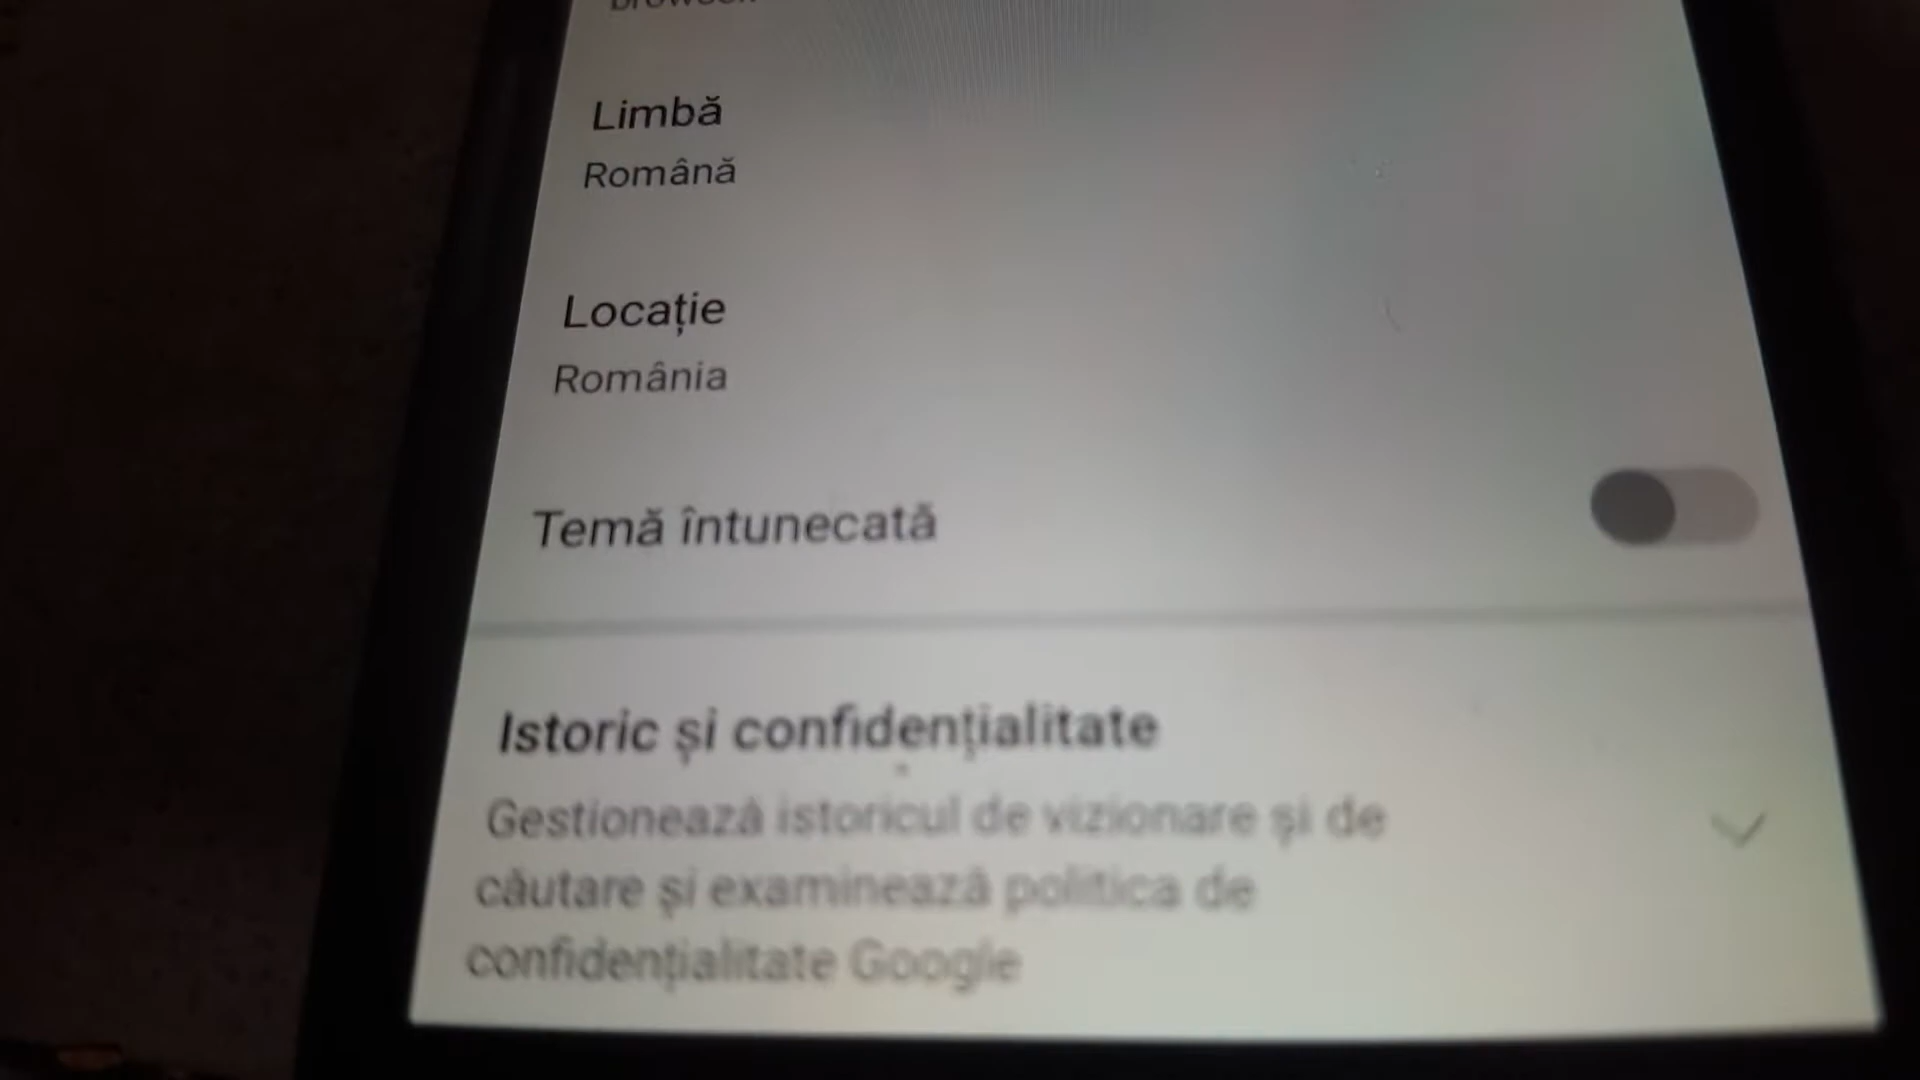 Limbă
Română
Locație
România
Temă întunecată
Istoric și confidențialitate
Gestionează istoricul de vizionare și de
căutare și examinează politica de
confidențialitate Google